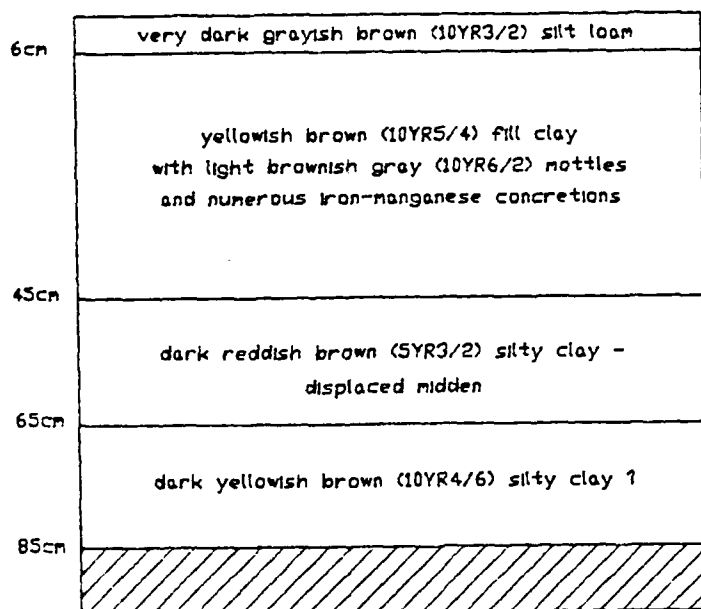 very dark grayish brown (10YR3/2) silt loam
6cm
yellowish brown (10YR5/4) fill clay
with light brownish gray (10YR6/2) mottles
and numerous iron-manganese concretions
45cm
dark reddish brown (5YR3/2) silty clay -
displaced midden
65cm
dark yellowish brown (10YR4/6) silty clay ?
85cm